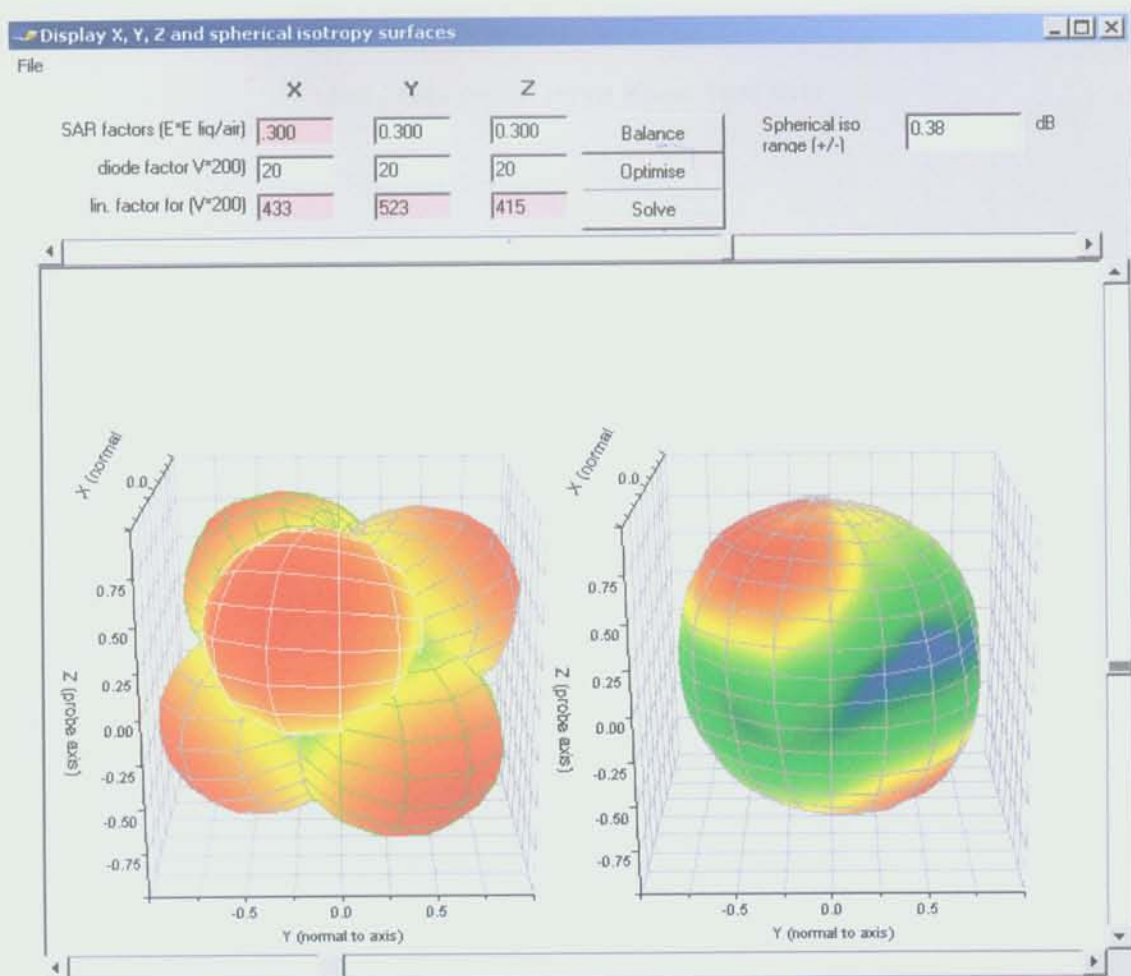 Display X, Y, Z and spherical isotropy surfaces
File
X Y Z
SAR factors (E*E liq/air) .300 0.300 0.300 Balance Spherical iso range (+/-) 0.38 dB
diode factor V*200) 20 20 20 Optimise
lin. factor for (V*200) 433 523 415 Solve
X (normal
0.0
0.75
0.50
0.25
0.00
-0.25
-0.50
-0.75
Z (probe axis)
-0.5 0.0 0.5
Y (normal to axis)
X (normal
0.0
0.75
0.50
0.25
0.00
-0.25
-0.50
-0.75
Z (probe axis)
-0.5 0.0 0.5
Y (normal to axis)